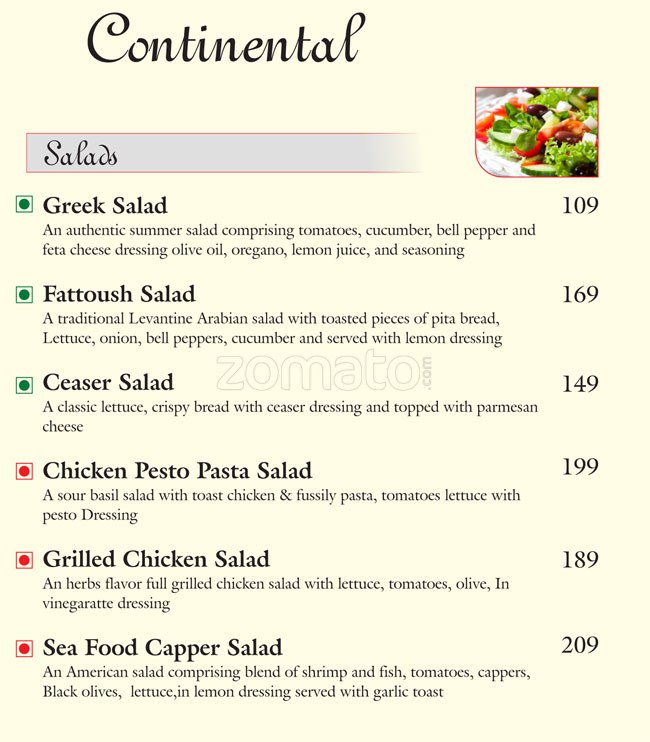 Continental
Salads
Greek Salad 109
An authentic summer salad comprising tomatoes, cucumber, bell pepper and
feta cheese dressing olive oil, oregano, lemon juice, and seasoning
Fattoush Salad 169
A traditional Levantine Arabian salad with toasted pieces of pita bread,
Lettuce, onion, bell peppers, cucumber and served with lemon dressing
zomato.com
Ceaser Salad 149
A classic lettuce, crispy bread with ceaser dressing and topped with parmesan
cheese
Chicken Pesto Pasta Salad 199
A sour basil salad with toast chicken & fussily pasta, tomatoes lettuce with
pesto Dressing
Grilled Chicken Salad 189
An herbs flavor full grilled chicken salad with lettuce, tomatoes, olive, In
vinegaratte dressing
Sea Food Capper Salad 209
An American salad comprising blend of shrimp and fish, tomatoes, cappers,
Black olives,  lettuce,in lemon dressing served with garlic toast